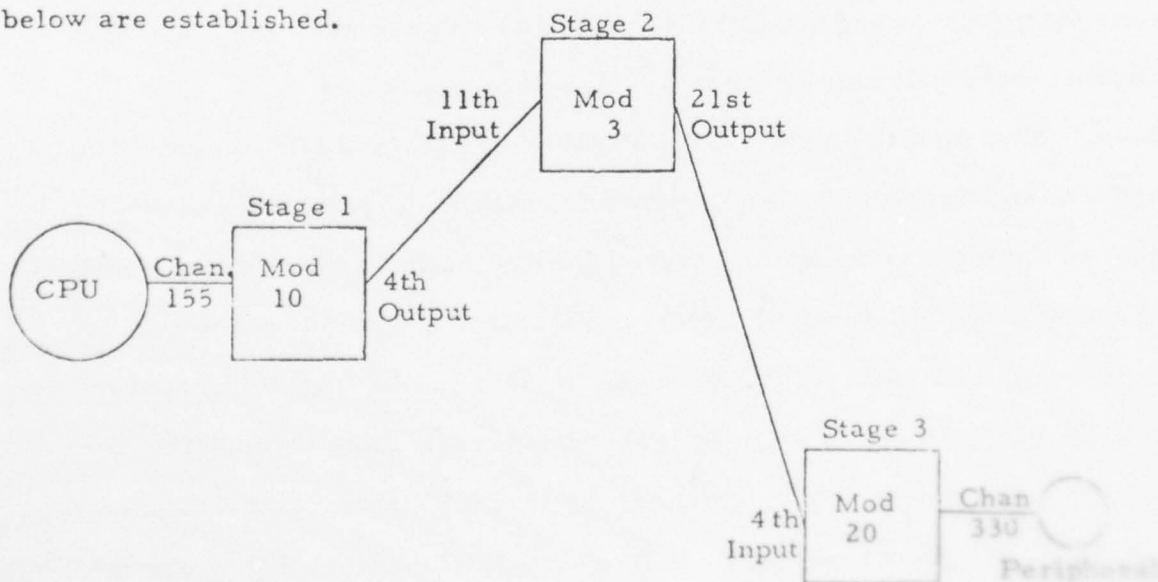 below are established.
Stage 2
Mod
3
11th
Input
21st
Output
Stage 1
CPU
Chan.
155
Mod
10
4th
Output
Stage 3
Mod
20
4th
Input
Chan
330
Peripheral